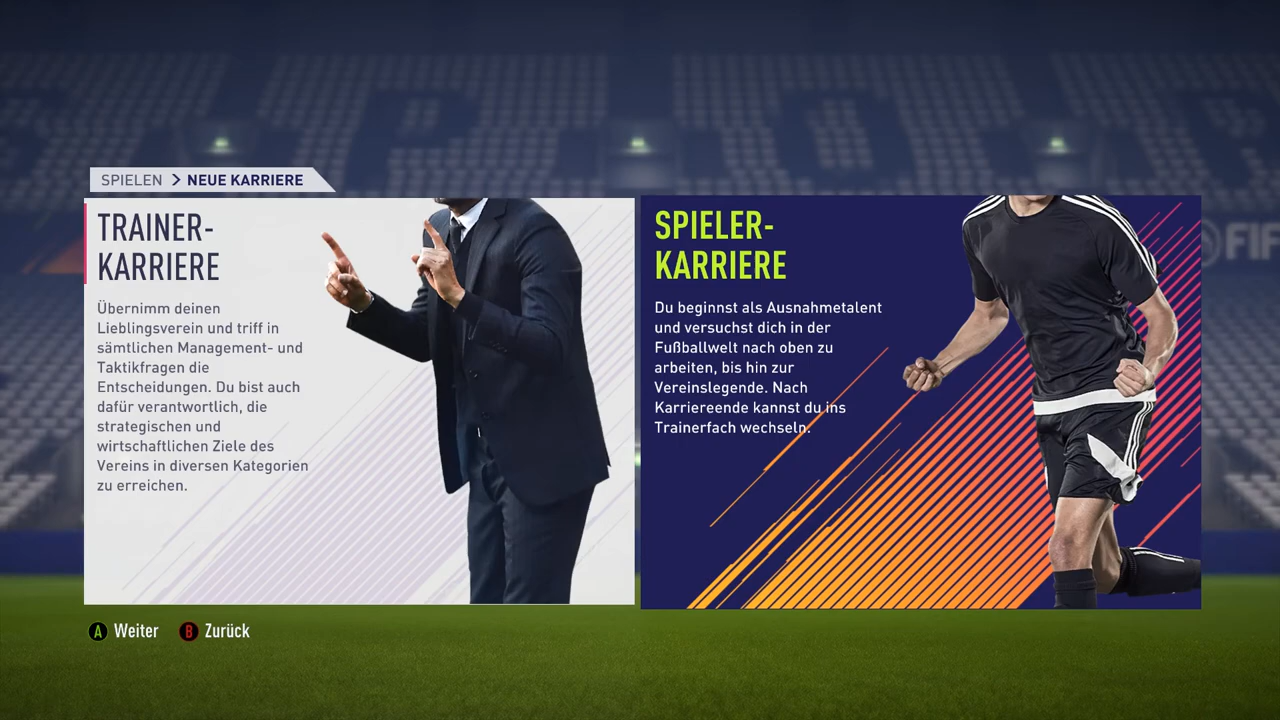 SPIELEN > NEUE KARRIERE
TRAINER-
KARRIERE
Übernimm deinen
Lieblingsverein und triff in
sämtlichen Management- und
Taktikfragen die
Entscheidungen. Du bist auch
dafür verantwortlich, die
strategischen und
wirtschaftlichen Ziele des
Vereins in diversen Kategorien
zu erreichen.
SPIELER-
KARRIERE
Du beginnst als Ausnahmetalent
und versuchst dich in der
Fußballwelt nach oben zu
arbeiten, bis hin zur
Vereinslegende. Nach
Karriereende kannst du ins
Trainerfach wechseln.
FIF
A Weiter B Zurück